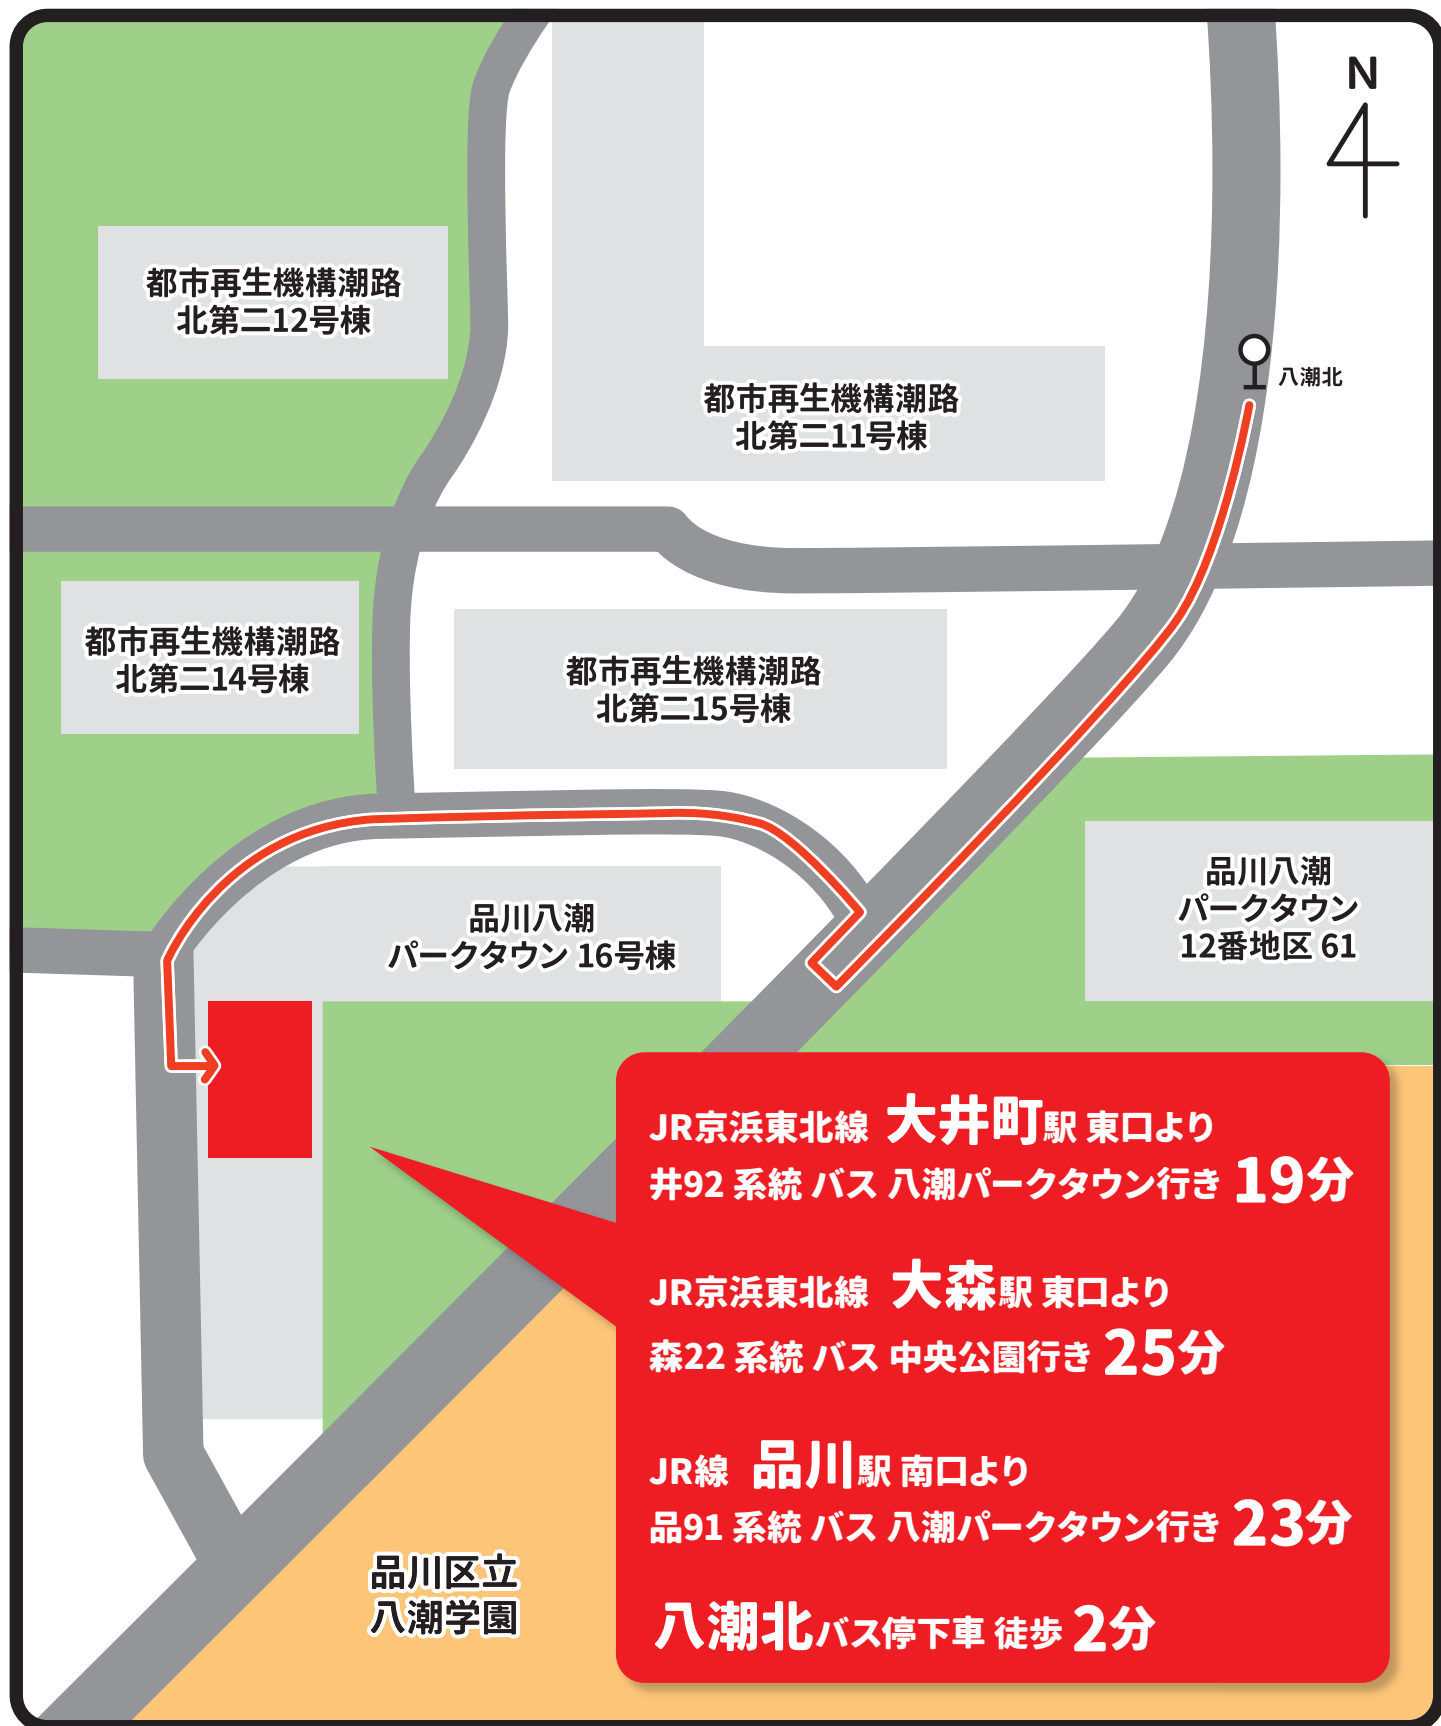 N
都市再生機構潮路
北第二12号棟
八潮北
都市再生機構潮路
北第二11号棟
都市再生機構潮路
北第二14号棟
都市再生機構潮路
北第二15号棟
品川八潮
パークタウン
12番地区 61
品川八潮
パークタウン 16号棟
JR京浜東北線 大井町駅 東口より
井92 系統 バス 八潮パークタウン行き 19分
JR京浜東北線 大森駅 東口より
森22 系統 バス 中央公園行き 25分
JR線 品川駅 南口より
品91 系統 バス 八潮パークタウン行き 23分
八潮北バス停下車 徒歩 2分
品川区立
八潮学園